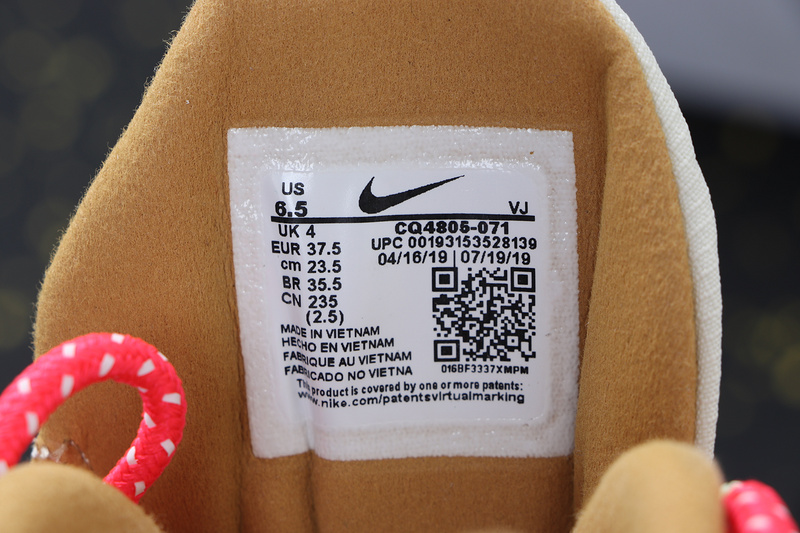 US
6.5
VJ
UK 4
EUR 37.5
cm 23.5
BR 35.5
CN 235
(2.5)
CQ4805-071
UPC 00193153528139
04/16/19 | 07/19/19
016BF3337XMPM
MADE IN VIETNAM
HECHO EN VIETNAM
FABRIQUE AU VIETNAM
FABRICADO NO VIETNA
This product is covered by one or more patents:
www.nike.com/patentsvirtualmarking